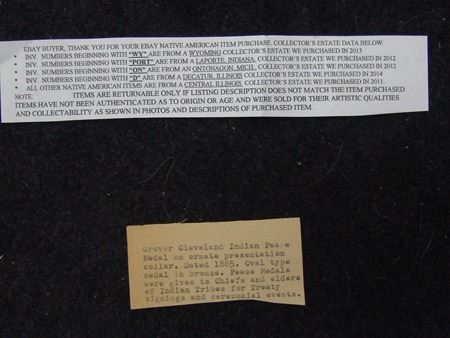 EBAY BUYER, THANK YOU FOR YOUR EBAY NATIVE AMERICAN ITEM PURCHASE. COLLECTOR'S ESTATE DATA BELOW:
• INV. NUMBERS BEGINNING WITH "WY" ARE FROM A WYOMING COLLECTOR'S ESTATE WE PURCHASED IN 2013
• INV. NUMBERS BEGINNING WITH "PORT" ARE FROM A LAPORTE, INDIANA, COLLECTOR'S ESTATE WE PURCHASED IN 2012
• INV. NUMBERS BEGINNING WITH "ON" ARE FROM AN ONTONAGON, MICH., COLLECTOR'S ESTATE WE PURCHASED IN 2012
• INV. NUMBERS BEGINNING WITH "D" ARE FROM A DECATUR, ILLINOIS COLLECTOR'S ESTATE WE PURCHASED IN 2014
• ALL OTHER NATIVE AMERICAN ITEMS ARE FROM A CENTRAL ILLINOIS, COLLECTOR'S ESTATE WE PURCHASED IN 2011.
NOTE: ITEMS ARE RETURNABLE ONLY IF LISTING DESCRIPTION DOES NOT MATCH THE ITEM PURCHASED.
ITEMS HAVE NOT BEEN AUTHENTICATED AS TO ORIGIN OR AGE AND WERE SOLD FOR THEIR ARTISTIC QUALITIES
AND COLLECTABILITY AS SHOWN IN PHOTOS AND DESCRIPTIONS OF PURCHASED ITEM.
Grover Cleveland Indian Peace
Medal on ornate presentation
collar. Dated 1885. Oval type
medal in bronze. Peace Medals
were given to Chiefs and elders
of Indian Tribes for Treaty
signings and ceremonial events.